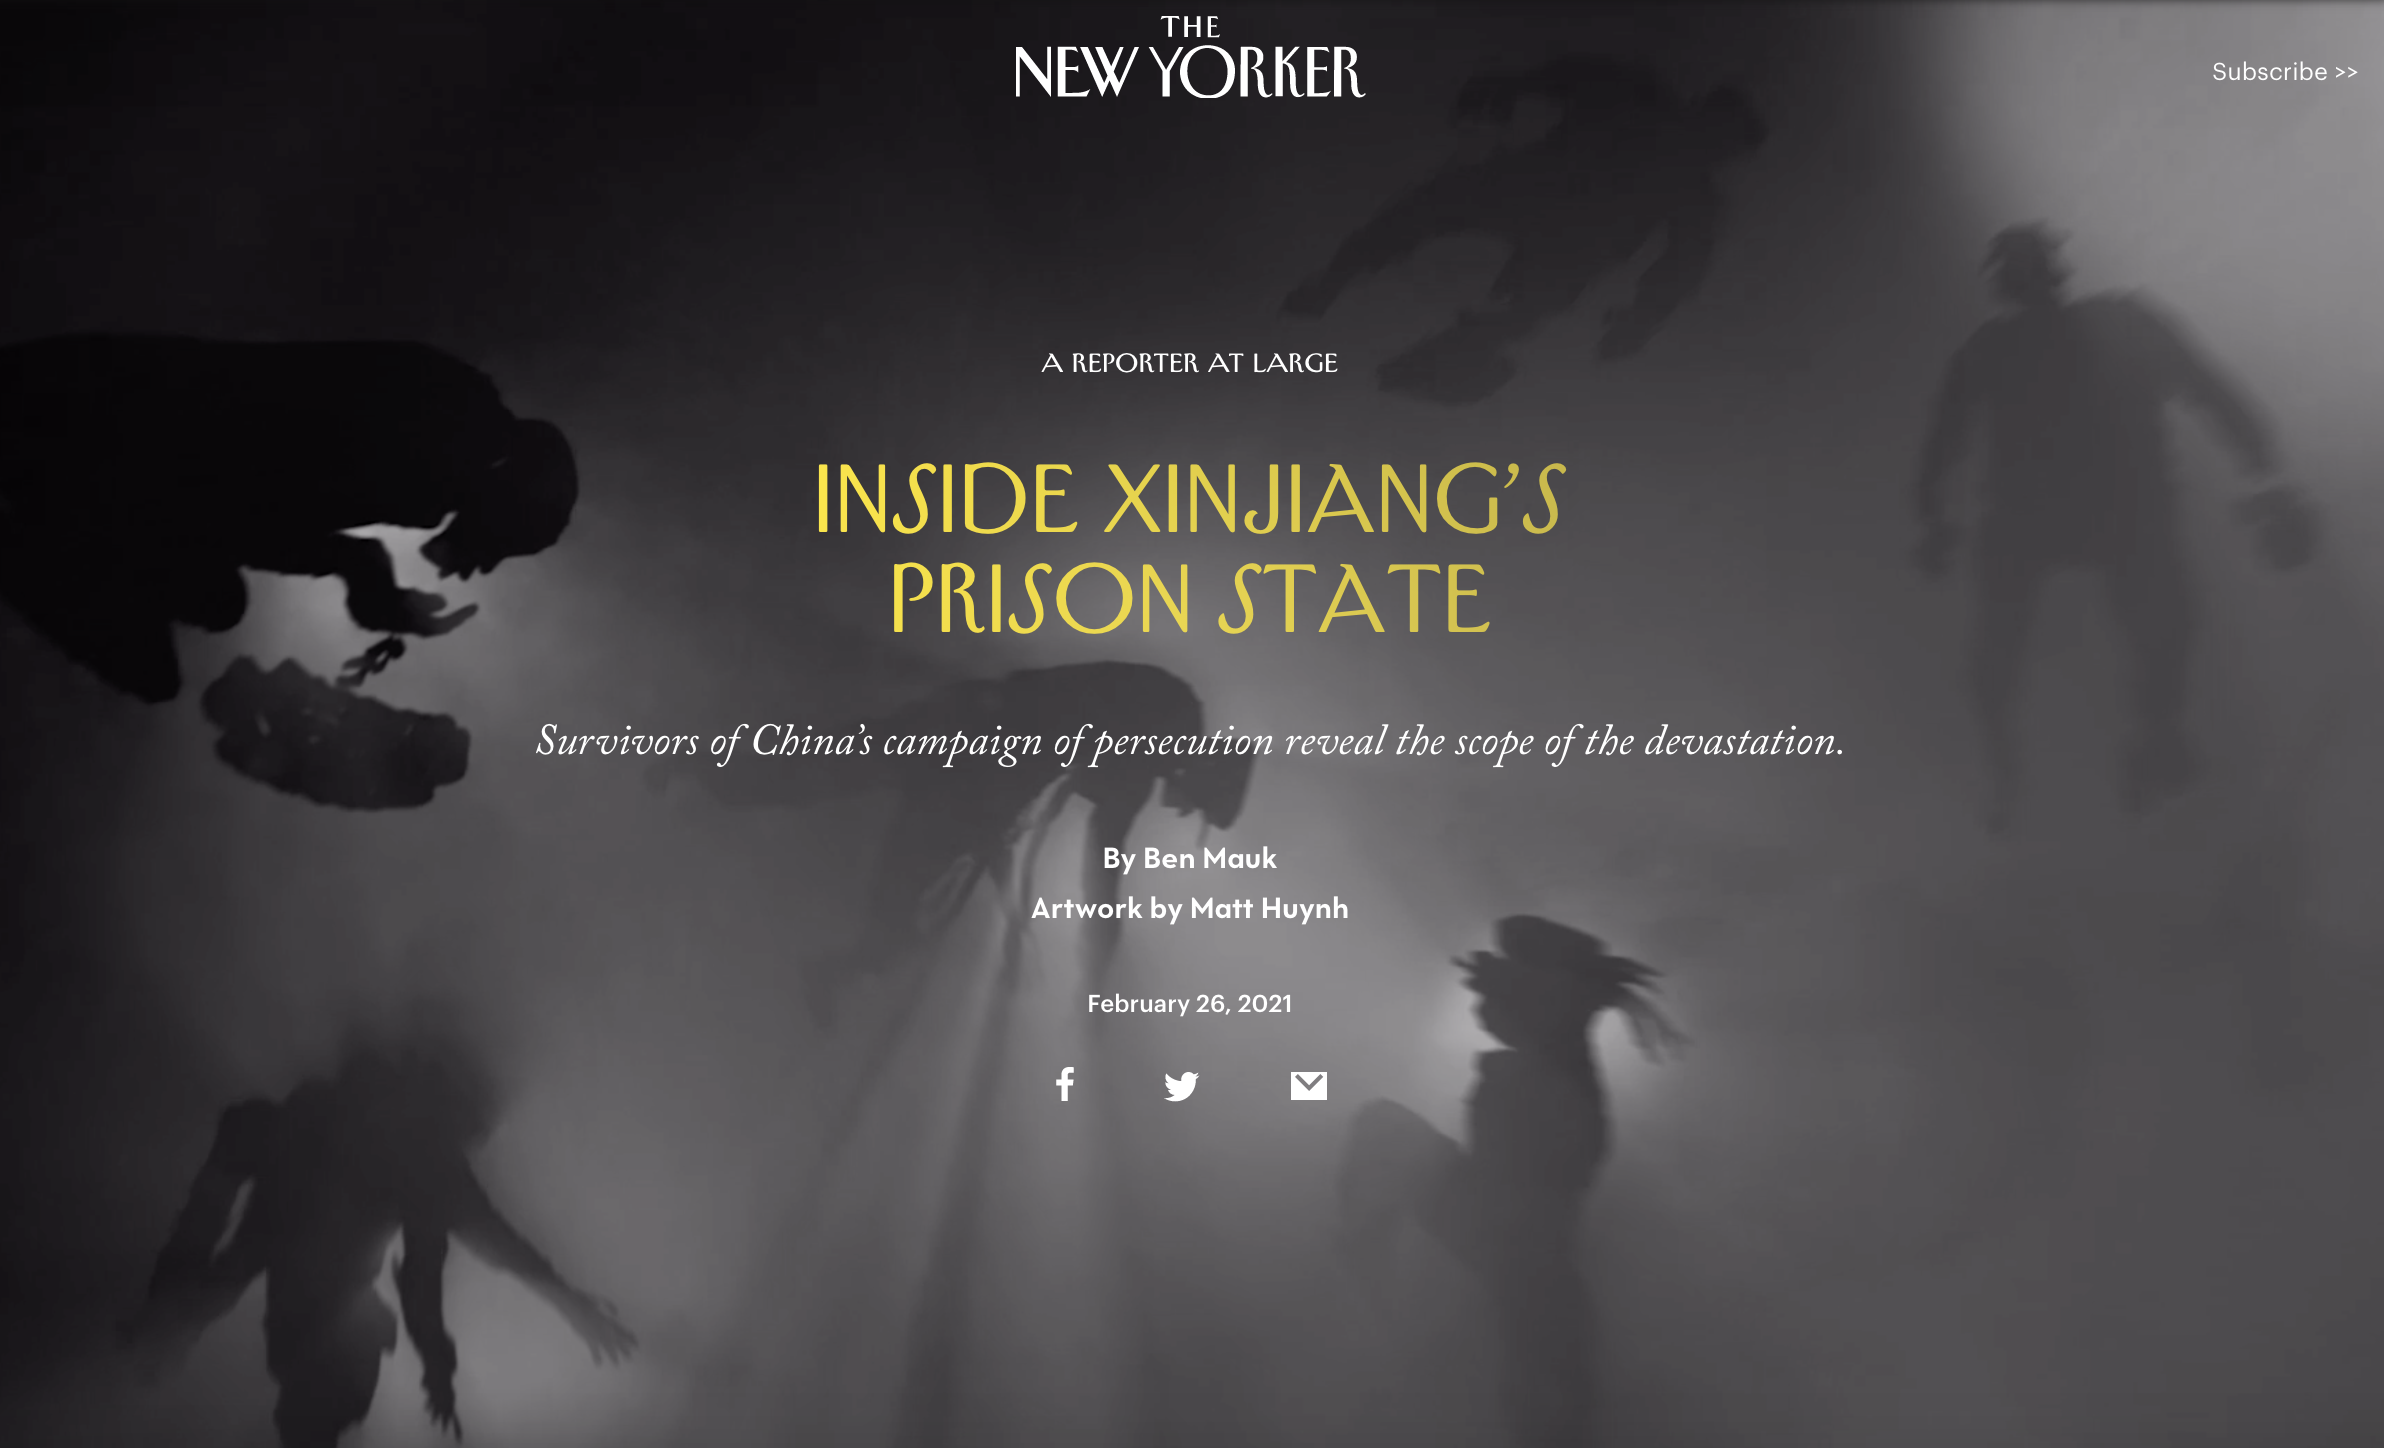 THE
NEW YORKER
Subscribe >>
A REPORTER AT LARGE
INSIDE XINJIANG’S
PRISON STATE
Survivors of China’s campaign of persecution reveal the scope of the devastation.
By Ben Mauk
Artwork by Matt Huynh
February 26, 2021